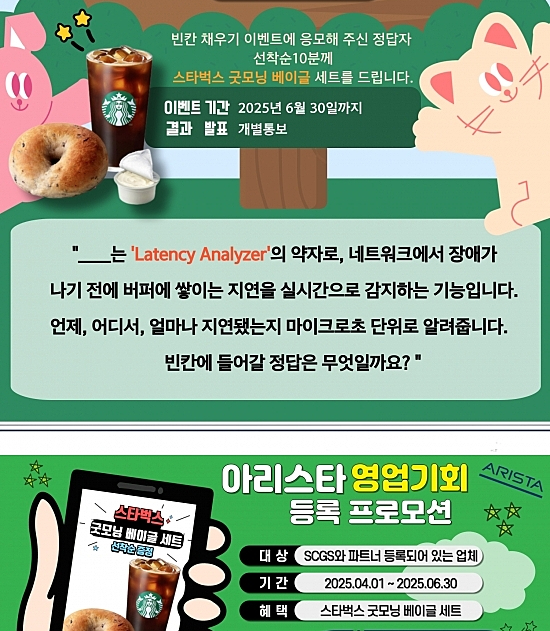 빈칸 채우기 이벤트에 응모해 주신 정답자
선착순10분께
스타벅스 굿모닝 베이글 세트를 드립니다.
이벤트 기간 2025년 6월 30일까지
결과 발표 개별통보
"____는 'Latency Analyzer'의 약자로, 네트워크에서 장애가
나기 전에 버퍼에 쌓이는 지연을 실시간으로 감지하는 기능입니다.
언제, 어디서, 얼마나 지연됐는지 마이크로초 단위로 알려줍니다.
빈칸에 들어갈 정답은 무엇일까요? "
아리스타 영업기회
등록 프로모션
ARISTA
스타벅스
굿모닝 베이글 세트
선착순 증정
대 상 SCGS와 파트너 등록되어 있는 업체
기 간 2025.04.01 ~ 2025.06.30
혜 택 스타벅스 굿모닝 베이글 세트